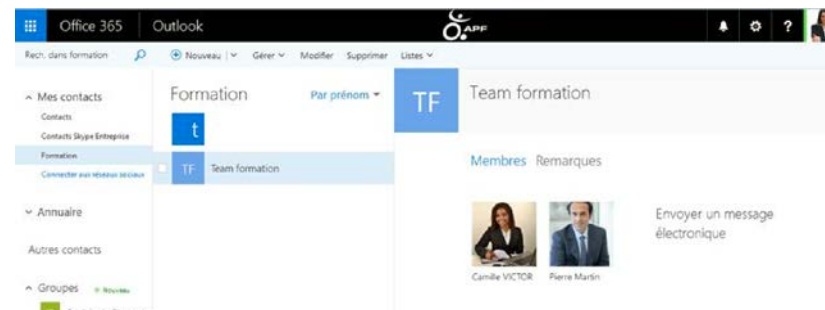 Office 365
Outlook
APF
?
Rech. dans formation
Nouveau
Gérer
Modifier
Supprimer
Listes
Mes contacts
Contacts
Contacts Skype Entreprise
Formation
Connecter aux réseaux sociaux
Annuaire
Autres contacts
Groupes
Nouveau
Formation
Par prénom
t
TF
Team formation
TF
Team formation
Membres
Remarques
Camille VICTOR
Pierre Martin
Envoyer un message
électronique